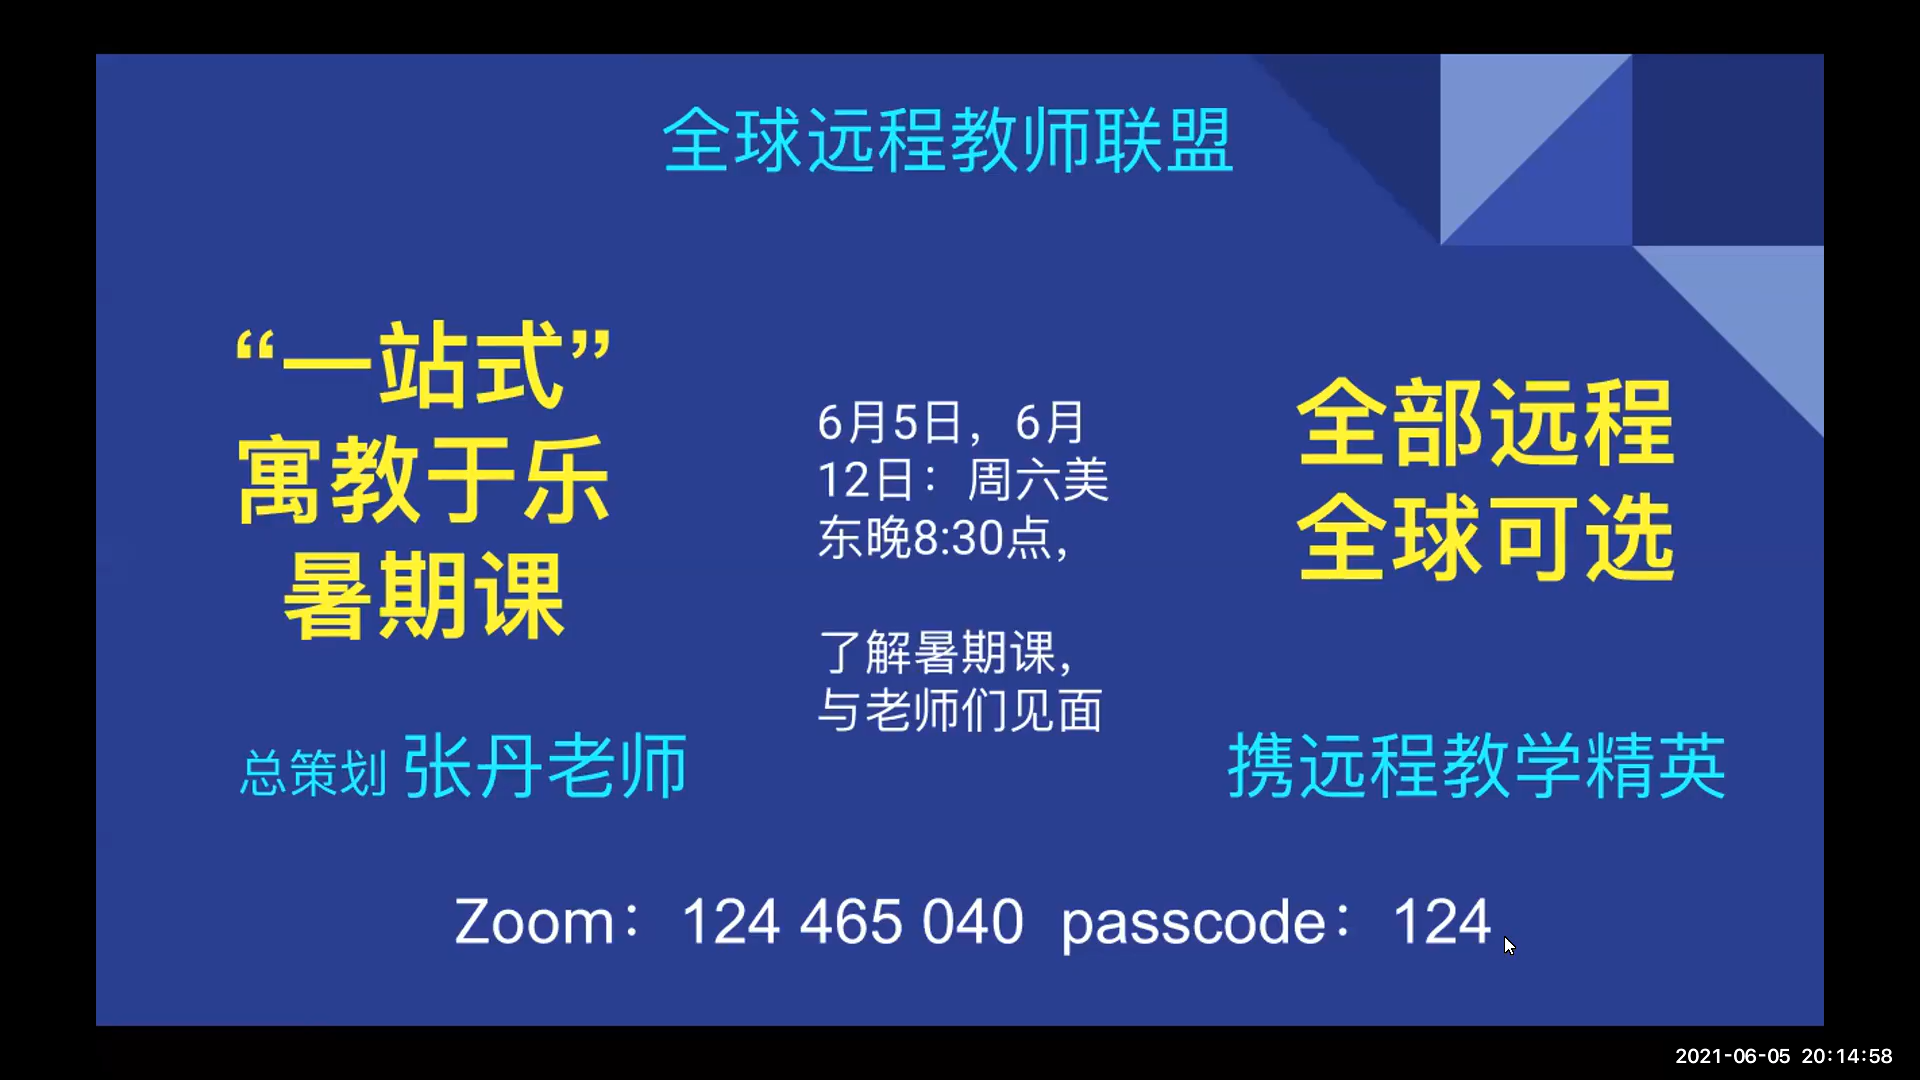 全球远程教师联盟
“一站式”
寓教于乐
暑期课
6月5日，6月
12日：周六美
东晚8:30点，
了解暑期课，
与老师们见面
全部远程
全球可选
总策划 张丹老师
携远程教学精英
Zoom：124 465 040 passcode：124
2021-06-05 20:14:58